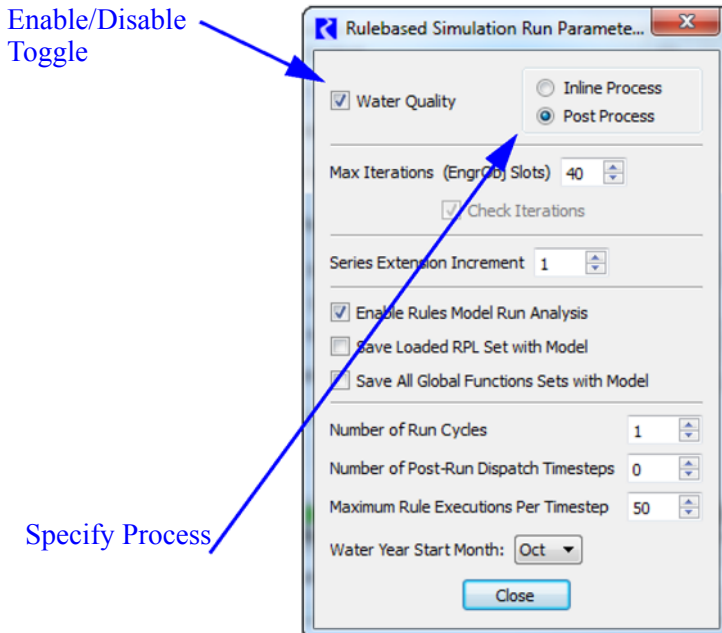 Enable/Disable
Toggle
Rulebased Simulation Run Paramete...
Water Quality
Inline Process
Post Process
Max Iterations (EngrObj Slots) 40
Check Iterations
Series Extension Increment 1
Enable Rules Model Run Analysis
Save Loaded RPL Set with Model
Save All Global Functions Sets with Model
Number of Run Cycles 1
Number of Post-Run Dispatch Timesteps 0
Maximum Rule Executions Per Timestep 50
Specify Process
Water Year Start Month: Oct
Close